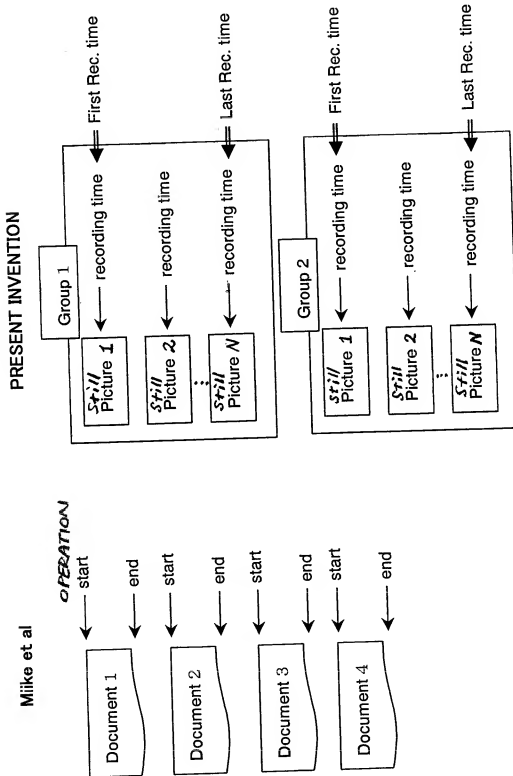 Miike et al
OPERATION
start
Document 1
end
start
Document 2
end
start
Document 3
end
start
Document 4
end
PRESENT INVENTION
Group 1
Still
Picture 1
recording time
First Rec. time
Still
Picture 2
recording time
Still
Picture N
recording time
Last Rec. time
Group 2
Still
Picture 1
recording time
First Rec. time
Still
Picture 2
recording time
Still
Picture N
recording time
Last Rec. time